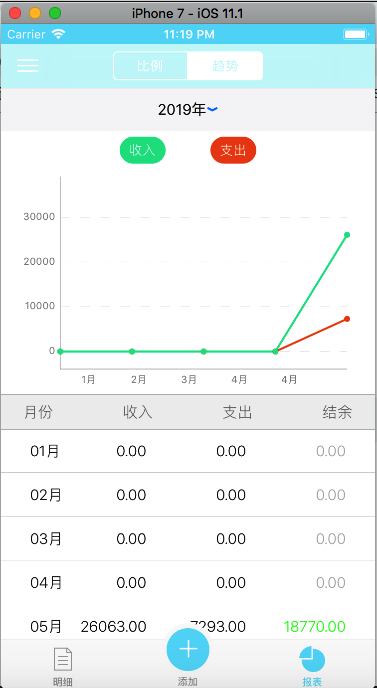 iPhone 7 - iOS 11.1
Carrier 11:19 PM
比例 趋势
2019年
收入 支出
30000
20000
10000
0
1月 2月 3月 4月 4月
月份 收入 支出 结余
01月 0.00 0.00 0.00
02月 0.00 0.00 0.00
03月 0.00 0.00 0.00
04月 0.00 0.00 0.00
05月 26063.00 7293.00 18770.00
明细 添加 报表